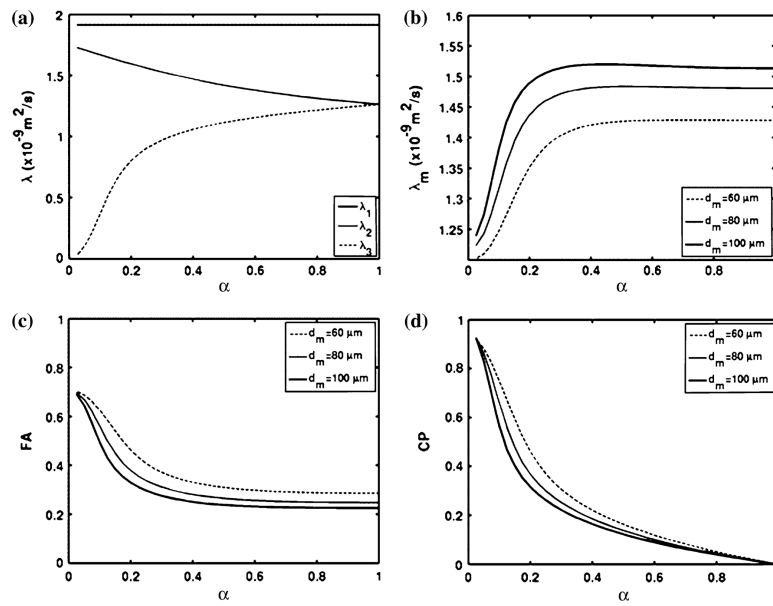 (a)
λ (x10⁻⁹m²/s)
2
1.5
1
0.5
0
0 0.2 0.4 0.6 0.8 1
α
λ₁
λ₂
λ₃
(b)
λₘ (x10⁻⁹m²/s)
1.6
1.55
1.5
1.45
1.4
1.35
1.3
1.25
0 0.2 0.4 0.6 0.8
α
dₘ=60 μm
dₘ=80 μm
dₘ=100 μm
(c)
FA
1
0.8
0.6
0.4
0.2
0
0 0.2 0.4 0.6 0.8 1
α
dₘ=60 μm
dₘ=80 μm
dₘ=100 μm
(d)
CP
1
0.8
0.6
0.4
0.2
0
0 0.2 0.4 0.6 0.8
α
dₘ=60 μm
dₘ=80 μm
dₘ=100 μm